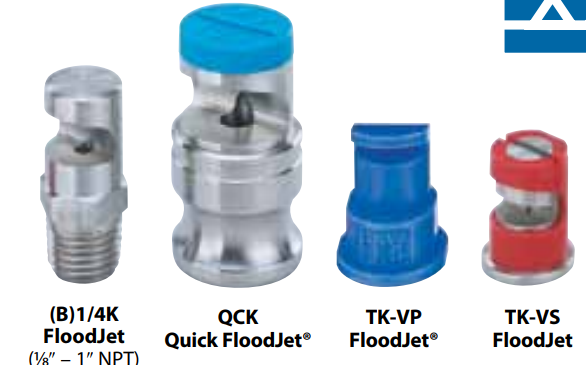 (B)1/4K
FloodJet
(⅛" – 1" NPT)
QCK
Quick FloodJet®
TK-VP
FloodJet®
TK-VS
FloodJet